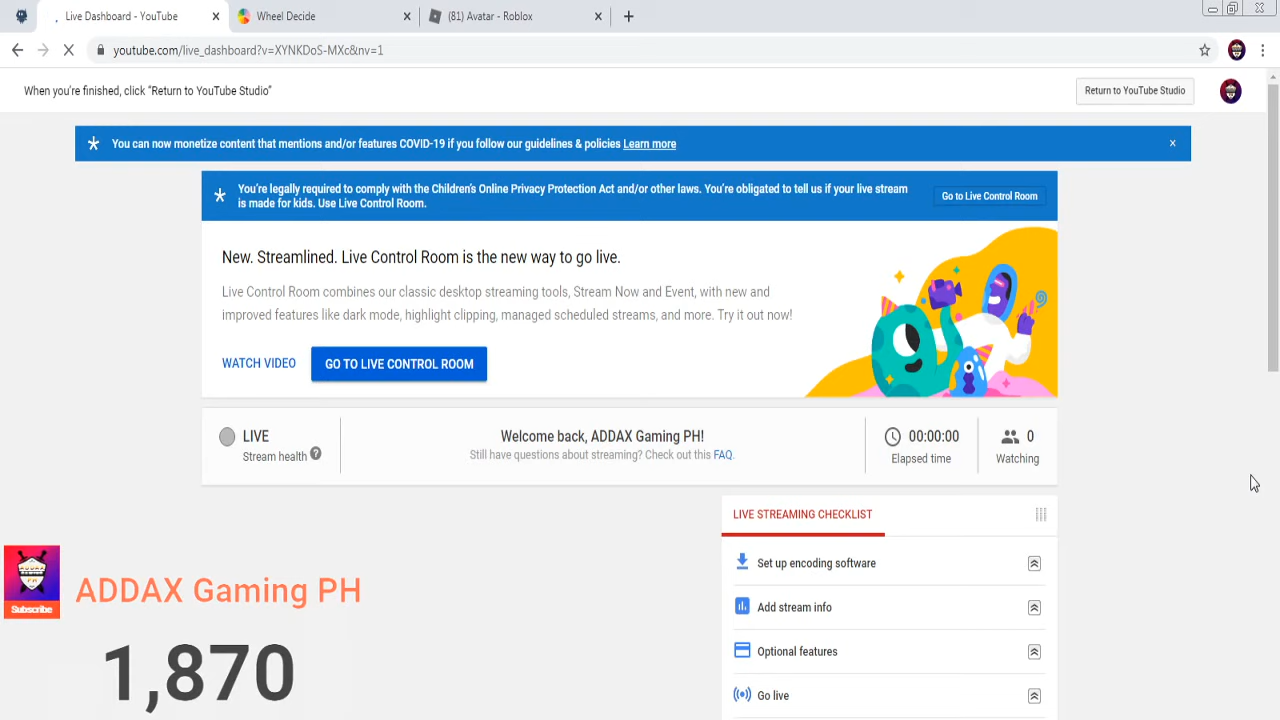 Live Dashboard - YouTube
Wheel Decide
(81) Avatar - Roblox
youtube.com/live_dashboard?v=XYNKDoS-MXc&nv=1
When you're finished, click "Return to YouTube Studio"
Return to YouTube Studio
You can now monetize content that mentions and/or features COVID-19 if you follow our guidelines & policies Learn more
You're legally required to comply with the Children's Online Privacy Protection Act and/or other laws. You're obligated to tell us if your live stream
is made for kids. Use Live Control Room.
Go to Live Control Room
New. Streamlined. Live Control Room is the new way to go live.
Live Control Room combines our classic desktop streaming tools, Stream Now and Event, with new and
improved features like dark mode, highlight clipping, managed scheduled streams, and more. Try it out now!
WATCH VIDEO
GO TO LIVE CONTROL ROOM
LIVE
Stream health
Welcome back, ADDAX Gaming PH!
Still have questions about streaming? Check out this FAQ.
00:00:00
Elapsed time
0
Watching
LIVE STREAMING CHECKLIST
Set up encoding software
Add stream info
Optional features
Go live
Subscribe
ADDAX Gaming PH
1,870